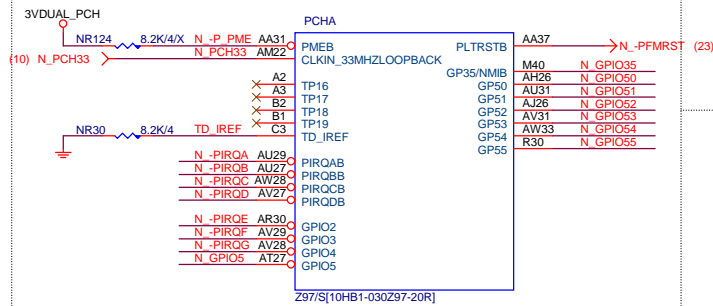 3VDUAL_PCH
PCHA
NR124 8.2K/4/X N_-P_PME AA31 PMEB PLTRSTB AA37 N_-PFMRST (23)
(10) N_PCH33 N_PCH33 AM22 CLKIN_33MHZLOOPBACK
GP35/NMIB M40 N_GPIO35
A2 TP16 GP50 AH26 N_GPIO50
A3 TP17 GP51 AU31 N_GPIO51
B2 TP18 GP52 AJ26 N_GPIO52
B1 TP19 GP53 AV31 N_GPIO53
NR30 8.2K/4 TD_IREF C3 TD_IREF GP54 AW33 N_GPIO54
GP55 R30 N_GPIO55
N_-PIRQA AU29 PIRQAB
N_-PIRQB AU27 PIRQBB
N_-PIRQC AW28 PIRQCB
N_-PIRQD AV27 PIRQDB
N_-PIRQE AR30 GPIO2
N_-PIRQF AV29 GPIO3
N_-PIRQG AV28 GPIO4
N_GPIO5 AT27 GPIO5
Z97/S[10HB1-030Z97-20R]